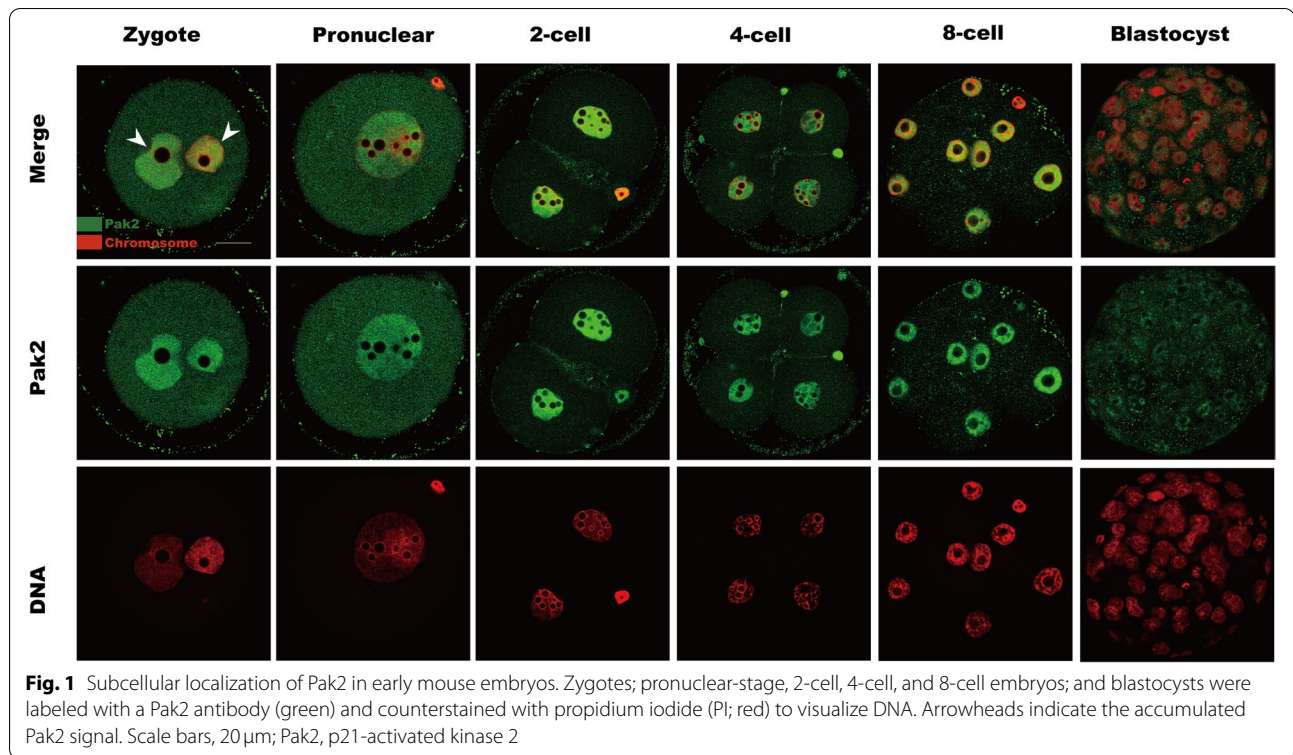 Zygote Pronuclear 2-cell 4-cell 8-cell Blastocyst
Merge
Pak2
Chromosome
Pak2
DNA
Fig. 1 Subcellular localization of Pak2 in early mouse embryos. Zygotes; pronuclear-stage, 2-cell, 4-cell, and 8-cell embryos; and blastocysts were
labeled with a Pak2 antibody (green) and counterstained with propidium iodide (PI; red) to visualize DNA. Arrowheads indicate the accumulated
Pak2 signal. Scale bars, 20 μm; Pak2, p21-activated kinase 2